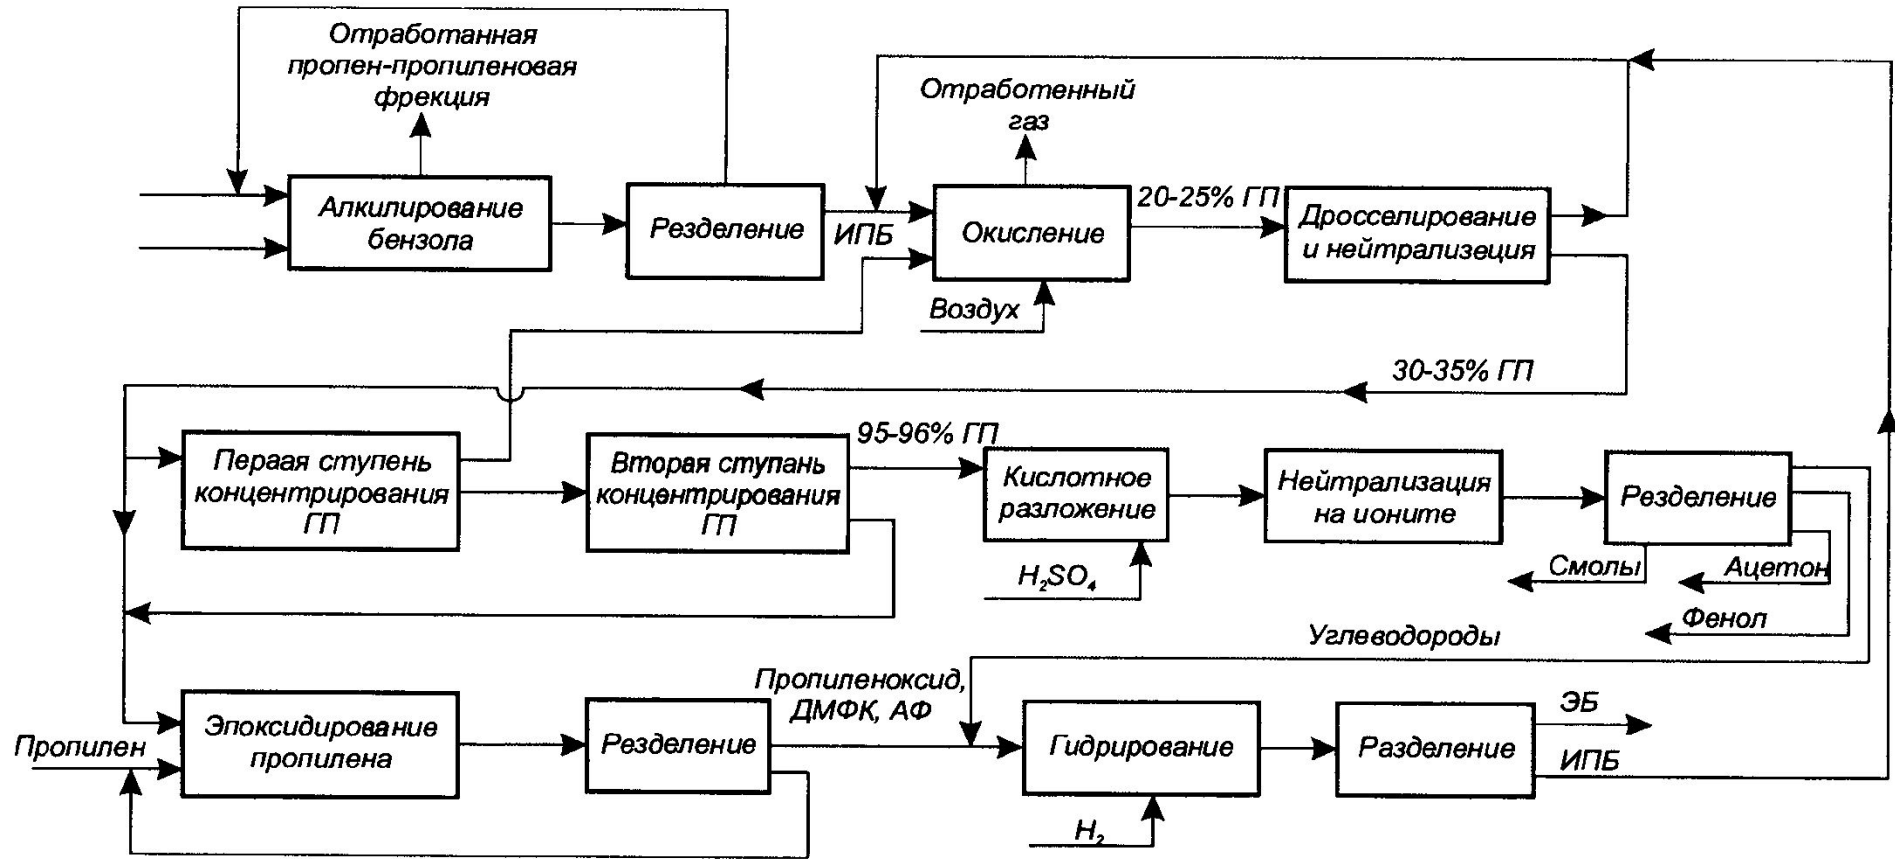 Отработанная
пропен-пропиленовая
фрекция
Отработенный
газ
Алкилирование
бензола
Резделение
ИПБ
Окисление
20-25% ГП
Дросселирование
и нейтрализеция
Воздух
30-35% ГП
Пераая ступень
концентрирования
ГП
Вторая ступань
концентрирования
ГП
95-96% ГП
Кислотное
разложение
Нейтрализация
на ионите
Резделение
H₂SO₄
Смолы
Ацетон
Фенол
Углеводороды
Пропилен
Эпоксидирование
пропилена
Резделение
Пропиленоксид,
ДМФК, АФ
Гидрирование
Разделение
ЭБ
ИПБ
H₂